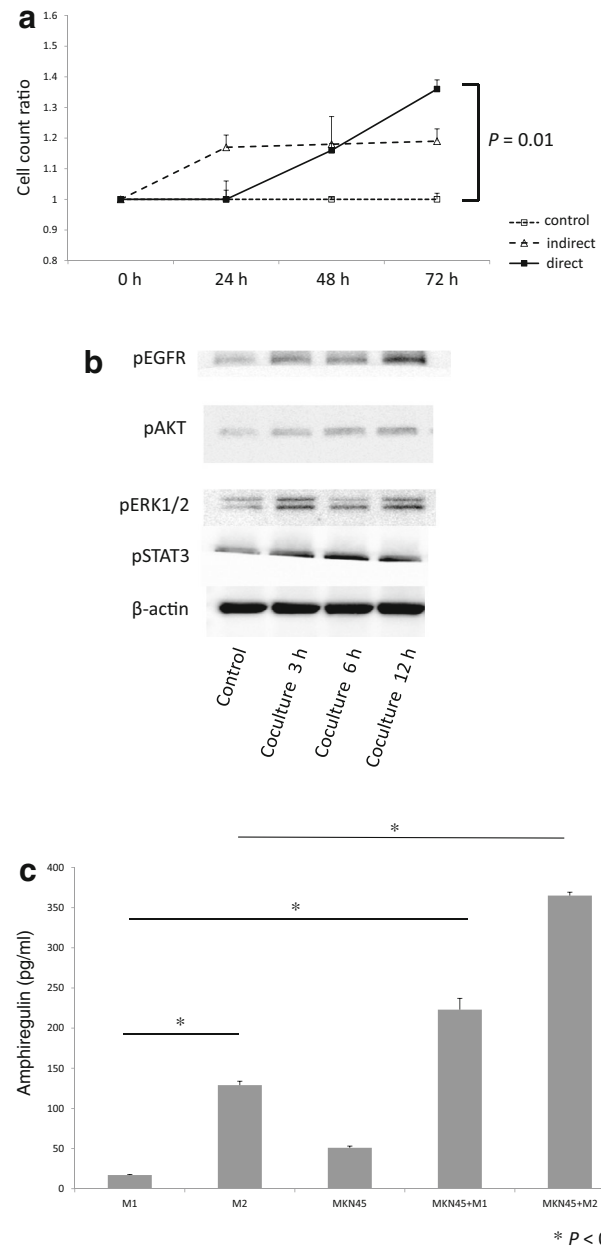 a
1.6
1.5
1.4
1.3
1.2
1.1
1
0.9
0.8
Cell count ratio
0 h 24 h 48 h 72 h
P = 0.01
control
indirect
direct
b
pEGFR
pAKT
pERK1/2
pSTAT3
β-actin
Control
Coculture 3 h
Coculture 6 h
Coculture 12 h
c
400
350
300
250
200
150
100
50
0
Amphiregulin (pg/ml)
*
*
*
M1 M2 MKN45 MKN45+M1 MKN45+M2
* P < 0